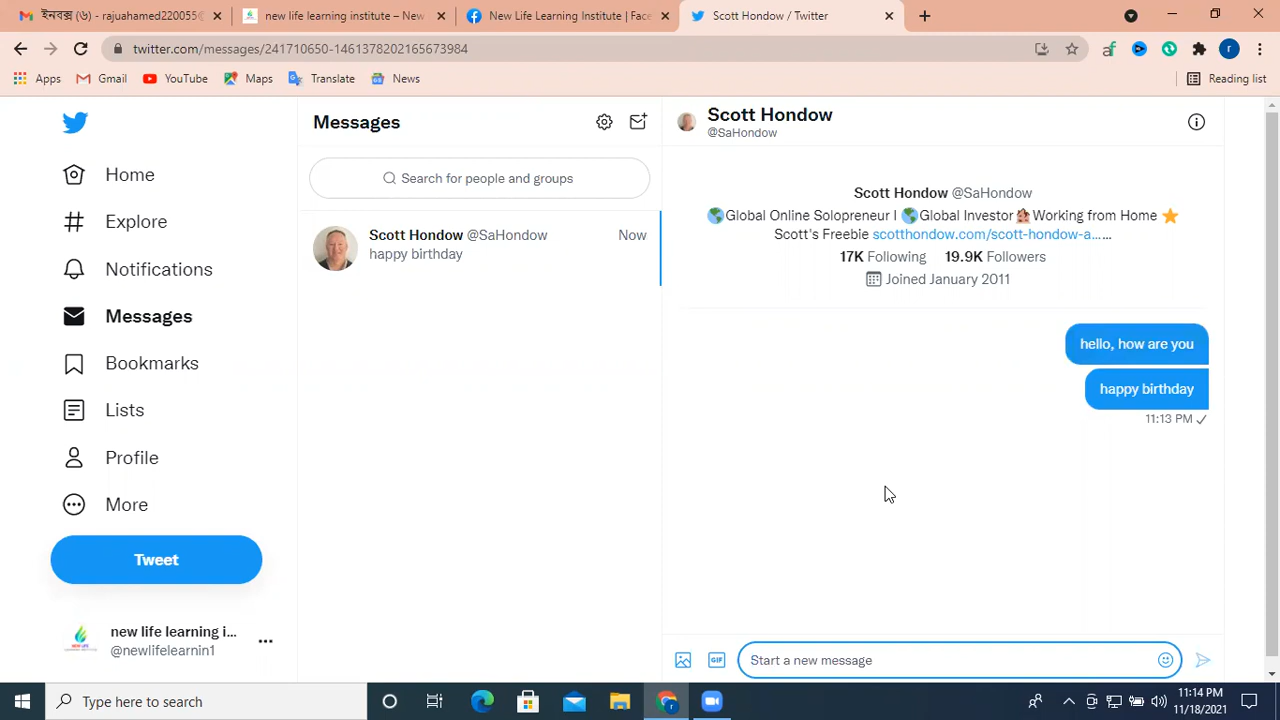 ইনবক্স (৬) - rajuahamed220055@
new life learning institute – New
New Life Learning Institute | Face
Scott Hondow / Twitter
twitter.com/messages/241710650-1461378202165673984
Apps
Gmail
YouTube
Maps
Translate
News
Reading list
Home
Explore
Notifications
Messages
Bookmarks
Lists
Profile
More
Tweet
new life learning i...
@newlifelearnin1
Messages
Search for people and groups
Scott Hondow @SaHondow
Now
happy birthday
Scott Hondow
@SaHondow
Scott Hondow @SaHondow
🌎Global Online Solopreneur I 🌎Global Investor🏠Working from Home ⭐
Scott's Freebie scotthondow.com/scott-hondow-a......
17K Following 19.9K Followers
Joined January 2011
hello, how are you
happy birthday
11:13 PM
GIF
Start a new message
Type here to search
11:14 PM
11/18/2021